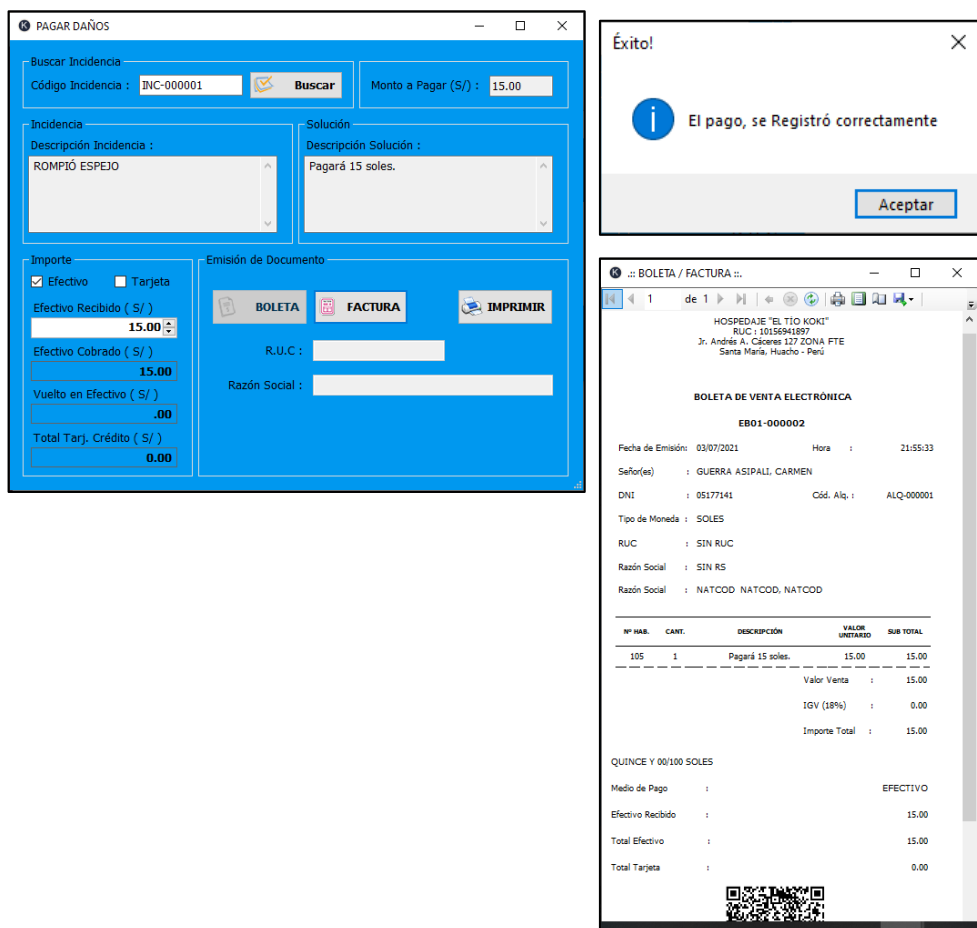 PAGAR DAÑOS
Buscar Incidencia
Código Incidencia : INC-000001 Buscar Monto a Pagar (S/) : 15.00
Incidencia
Descripción Incidencia :
ROMPIÓ ESPEJO
Solución
Descripción Solución :
Pagará 15 soles.
Importe
Efectivo Tarjeta
Efectivo Recibido ( S/ )
15.00
Efectivo Cobrado ( S/ )
15.00
Vuelto en Efectivo ( S/ )
.00
Total Tarj. Crédito ( S/ )
0.00
Emisión de Documento
BOLETA FACTURA IMPRIMIR
R.U.C :
Razón Social :
Éxito!
El pago, se Registró correctamente
Aceptar
.:: BOLETA / FACTURA ::.
1 de 1
HOSPEDAJE "EL TÍO KOKI"
RUC : 10156941897
Jr. Andrés A. Cáceres 127 ZONA FTE
Santa María, Huacho - Perú
BOLETA DE VENTA ELECTRÓNICA
EB01-000002
Fecha de Emisión: 03/07/2021 Hora : 21:55:33
Señor(es) : GUERRA ASIPALI, CARMEN
DNI : 05177141 Cód. Alq. : ALQ-000001
Tipo de Moneda : SOLES
RUC : SIN RUC
Razón Social : SIN RS
Razón Social : NATCOD NATCOD, NATCOD
Nº HAB. CANT. DESCRIPCIÓN VALOR UNITARIO SUB TOTAL
105 1 Pagará 15 soles. 15.00 15.00
Valor Venta : 15.00
IGV (18%) : 0.00
Importe Total : 15.00
QUINCE Y 00/100 SOLES
Medio de Pago : EFECTIVO
Efectivo Recibido : 15.00
Total Efectivo : 15.00
Total Tarjeta : 0.00